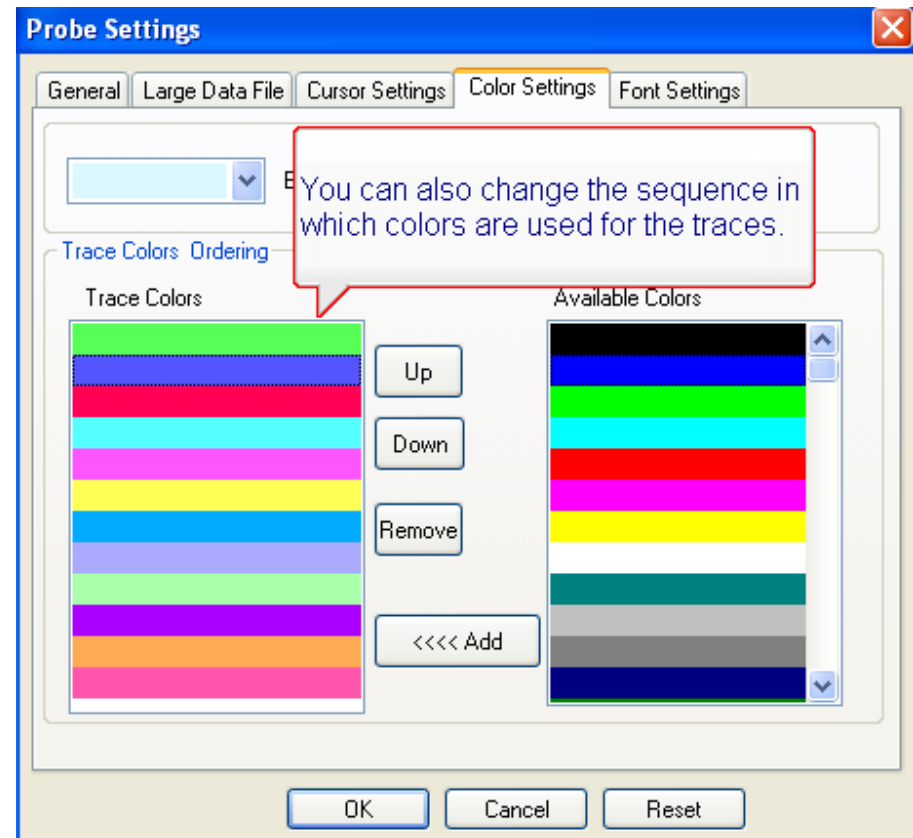 Probe Settings
General Large Data File Cursor Settings Color Settings Font Settings
You can also change the sequence in
which colors are used for the traces.
Trace Colors Ordering
Trace Colors
Available Colors
Up
Down
Remove
<<<< Add
OK Cancel Reset